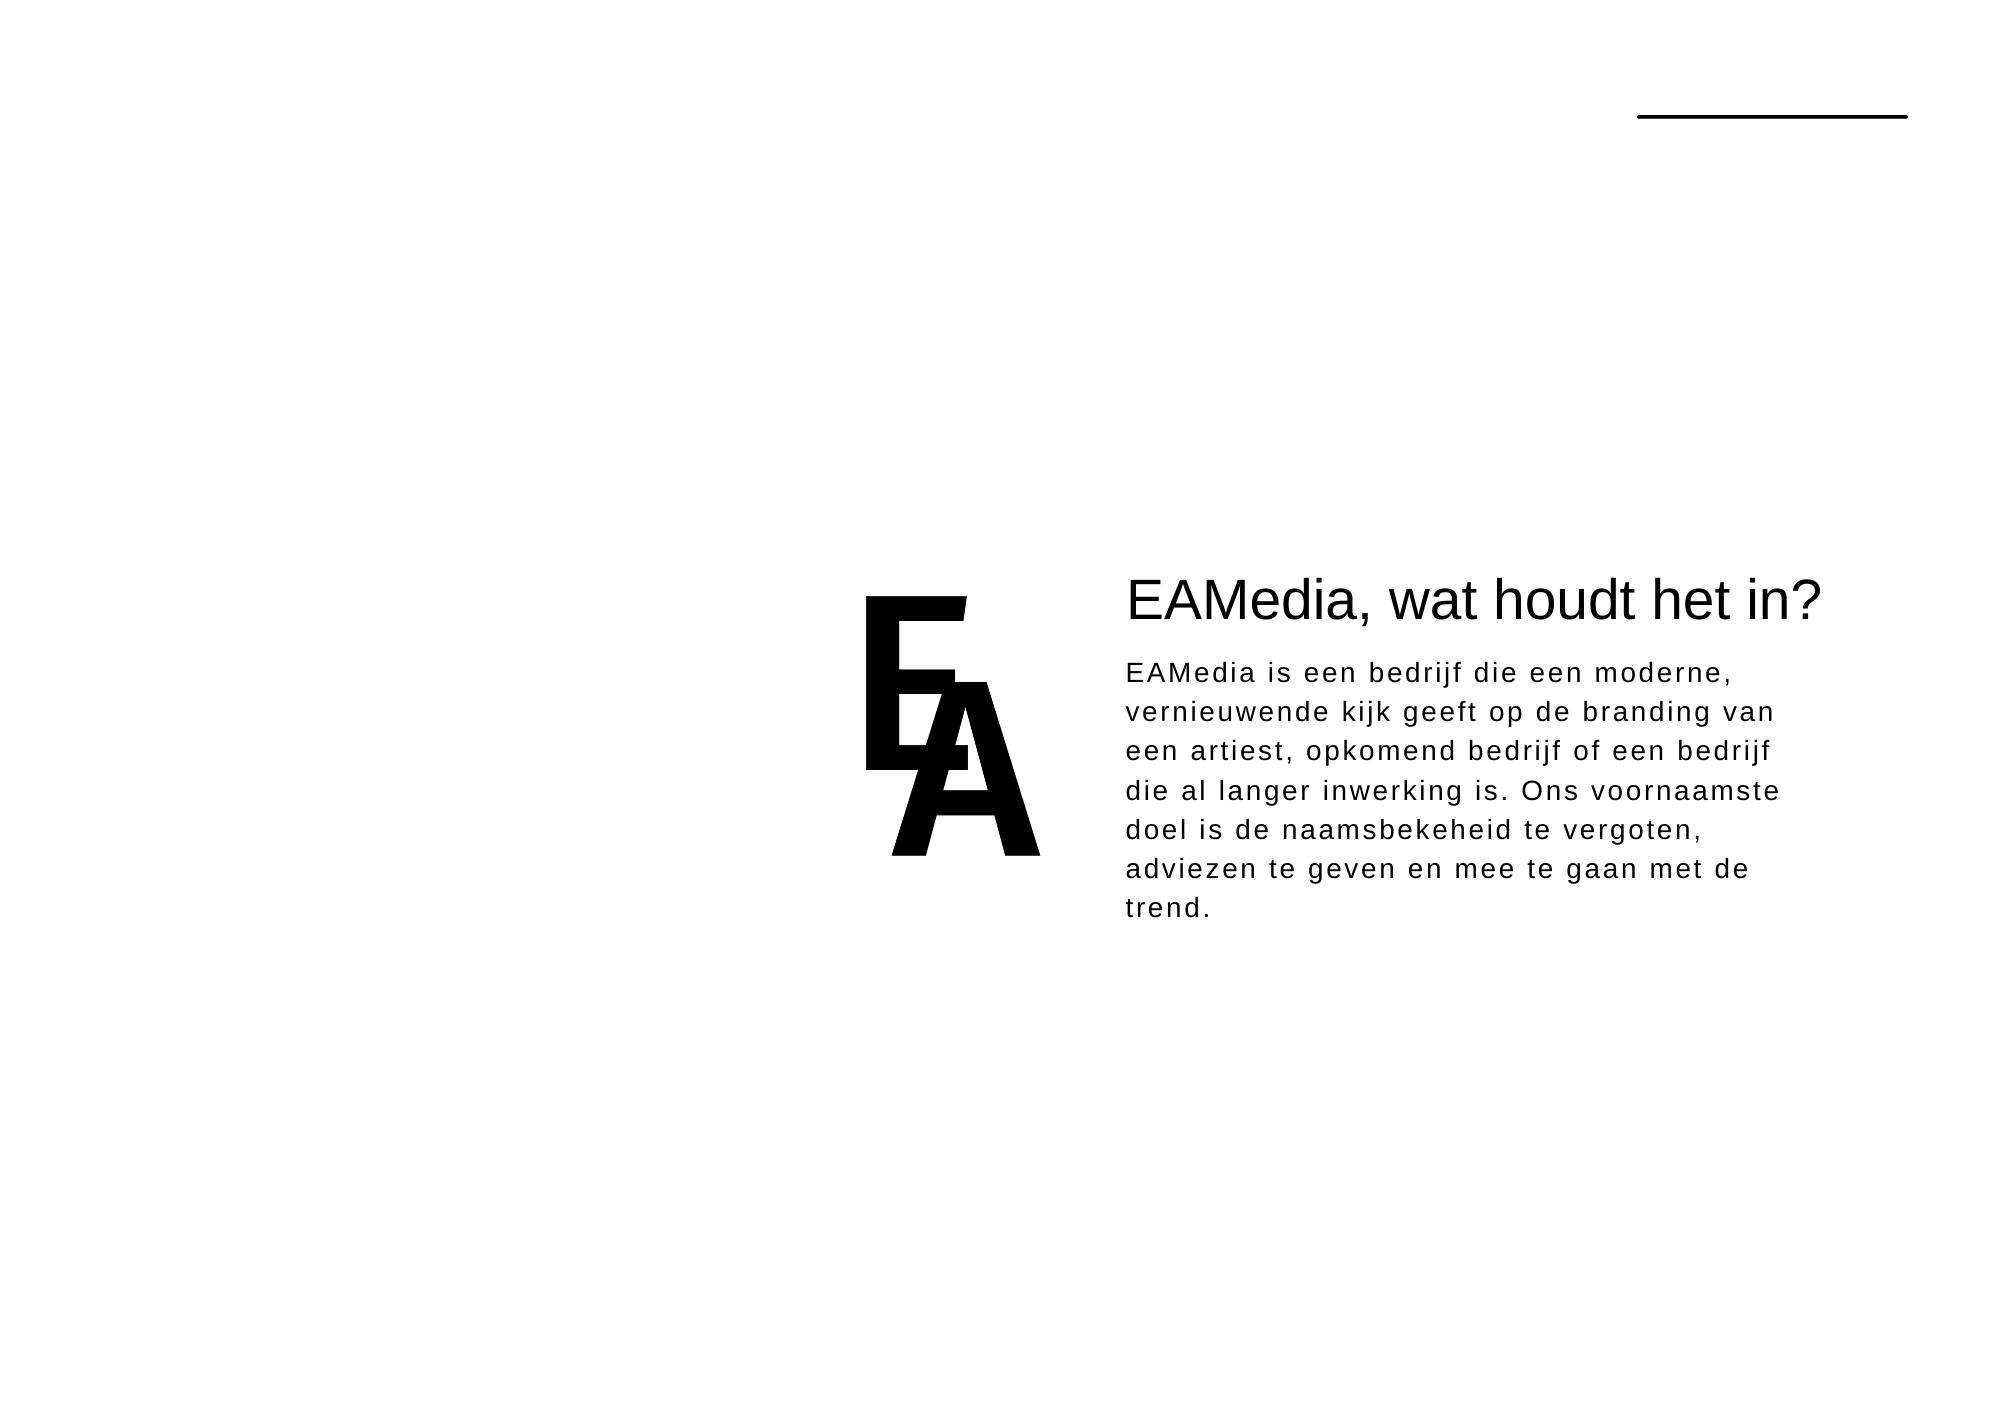 EA
EAMedia, wat houdt het in?
EAMedia is een bedrijf die een moderne,
vernieuwende kijk geeft op de branding van
een artiest, opkomend bedrijf of een bedrijf
die al langer inwerking is. Ons voornaamste
doel is de naamsbekeheid te vergoten,
adviezen te geven en mee te gaan met de
trend.